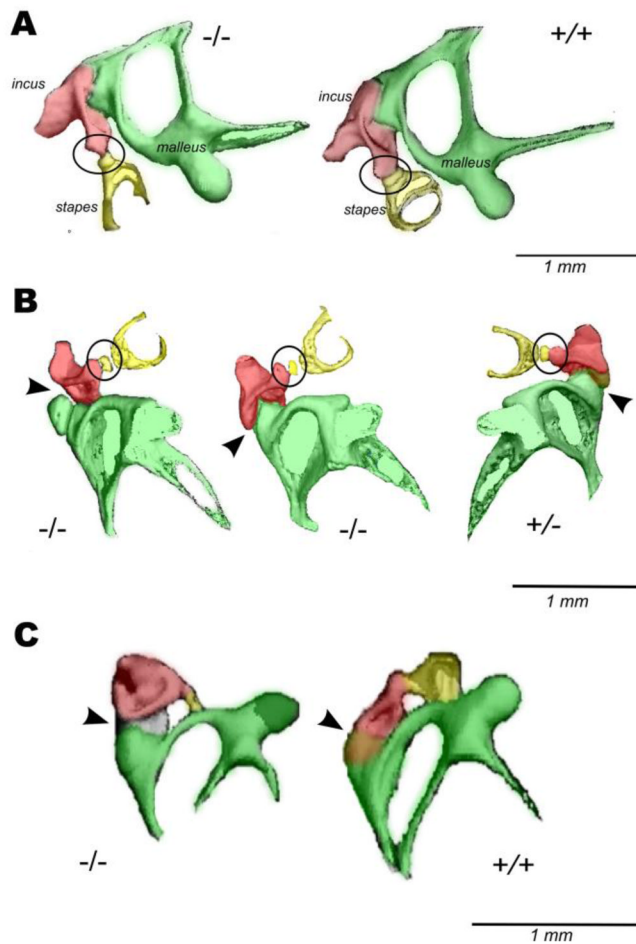 A
-/-
+/+
incus
incus
malleus
malleus
stapes
stapes
1 mm
B
-/-
-/-
+/-
1 mm
C
-/-
+/+
1 mm